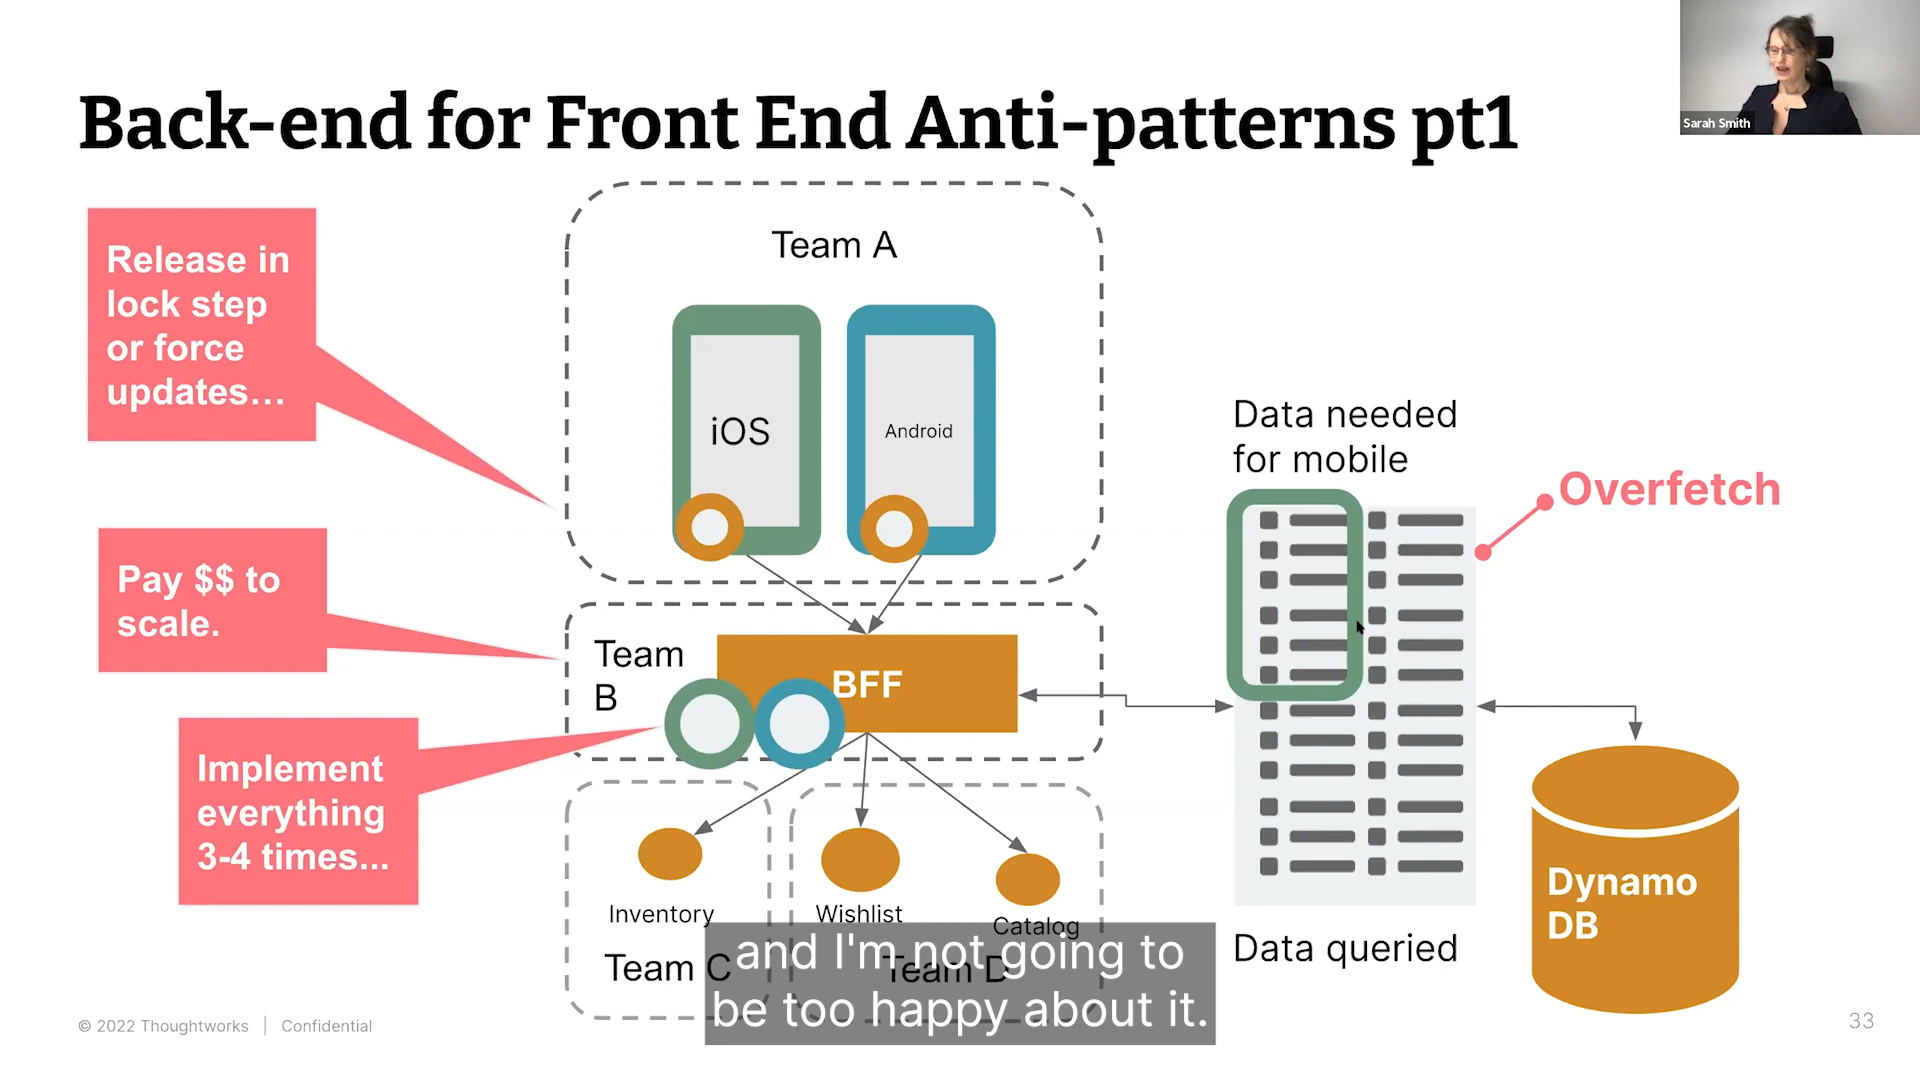 Back-end for Front End Anti-patterns pt1
Sarah Smith
Release in
lock step
or force
updates...
Pay $$ to
scale.
Implement
everything
3-4 times...
Team A
iOS
Android
Team
B
BFF
Inventory
Wishlist
Catalog
Team C
Team D
Data needed
for mobile
Overfetch
Data queried
Dynamo
DB
and I'm not going to
be too happy about it.
© 2022 Thoughtworks | Confidential
33